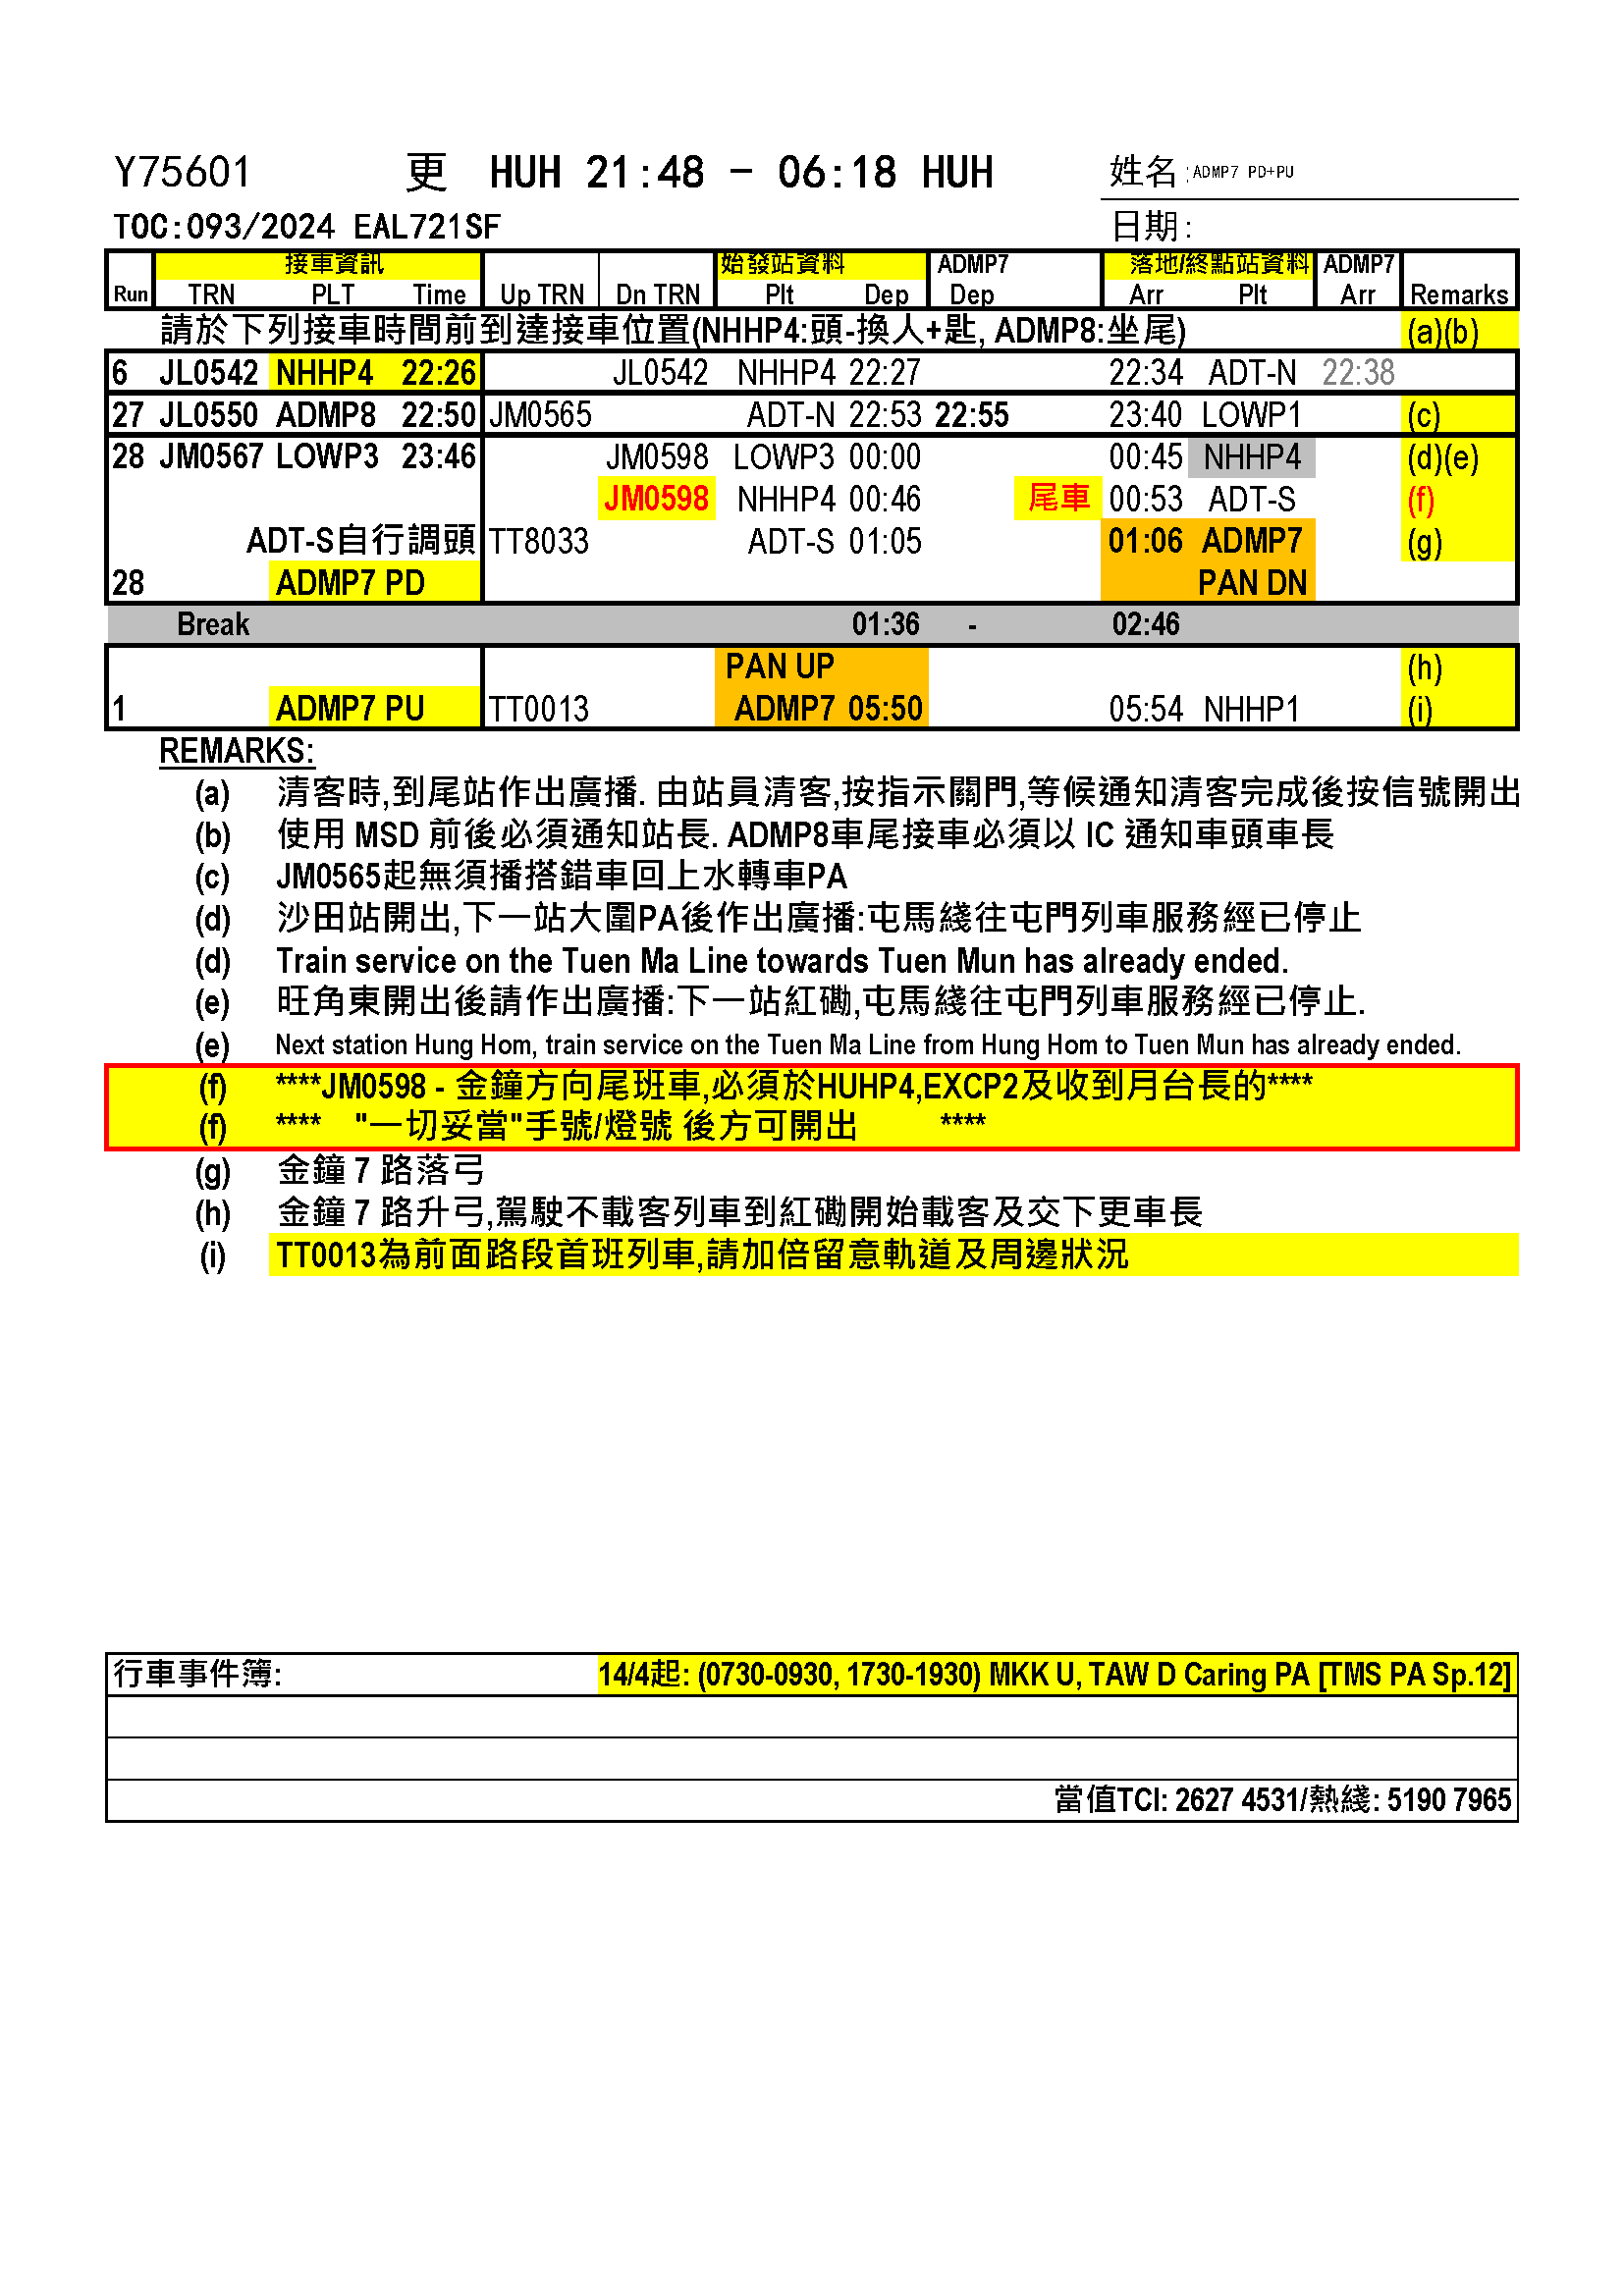 Y75601 更 HUH 21:48 - 06:18 HUH 姓名:ADMP7 PD+PU
TOC:093/2024 EAL721SF 日期:
接車資訊 始發站資料 ADMP7 落地/終點站資料 ADMP7
Run TRN PLT Time Up TRN Dn TRN Plt Dep Dep Arr Plt Arr Remarks
請於下列接車時間前到達接車位置(NHHP4:頭-換人+匙, ADMP8:坐尾) (a)(b)
6 JL0542 NHHP4 22:26 JL0542 NHHP4 22:27 22:34 ADT-N 22:38
27 JL0550 ADMP8 22:50 JM0565 ADT-N 22:53 22:55 23:40 LOWP1 (c)
28 JM0567 LOWP3 23:46 JM0598 LOWP3 00:00 00:45 NHHP4 (d)(e)
JM0598 NHHP4 00:46 尾車 00:53 ADT-S (f)
ADT-S自行調頭 TT8033 ADT-S 01:05 01:06 ADMP7 (g)
28 ADMP7 PD PAN DN
Break 01:36 - 02:46
PAN UP (h)
1 ADMP7 PU TT0013 ADMP7 05:50 05:54 NHHP1 (i)
REMARKS:
(a) 清客時,到尾站作出廣播. 由站員清客,按指示關門,等候通知清客完成後按信號開出
(b) 使用 MSD 前後必須通知站長. ADMP8車尾接車必須以 IC 通知車頭車長
(c) JM0565起無須播搭錯車回上水轉車PA
(d) 沙田站開出,下一站大圍PA後作出廣播:屯馬綫往屯門列車服務經已停止
(d) Train service on the Tuen Ma Line towards Tuen Mun has already ended.
(e) 旺角東開出後請作出廣播:下一站紅磡,屯馬綫往屯門列車服務經已停止.
(e) Next station Hung Hom, train service on the Tuen Ma Line from Hung Hom to Tuen Mun has already ended.
(f) ****JM0598 - 金鐘方向尾班車,必須於HUHP4,EXCP2及收到月台長的****
(f) **** "一切妥當"手號/燈號 後方可開出 ****
(g) 金鐘 7 路落弓
(h) 金鐘 7 路升弓,駕駛不載客列車到紅磡開始載客及交下更車長
(i) TT0013為前面路段首班列車,請加倍留意軌道及周邊狀況
行車事件簿: 14/4起: (0730-0930, 1730-1930) MKK U, TAW D Caring PA [TMS PA Sp.12]
當值TCI: 2627 4531/熱綫: 5190 7965